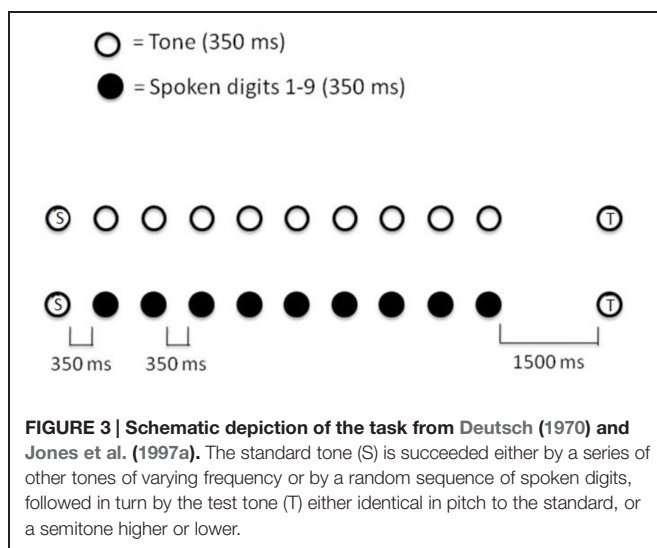 = Tone (350 ms)
= Spoken digits 1-9 (350 ms)
S T
S T
350 ms 350 ms 1500 ms
FIGURE 3 | Schematic depiction of the task from Deutsch (1970) and
Jones et al. (1997a). The standard tone (S) is succeeded either by a series of
other tones of varying frequency or by a random sequence of spoken digits,
followed in turn by the test tone (T) either identical in pitch to the standard, or
a semitone higher or lower.